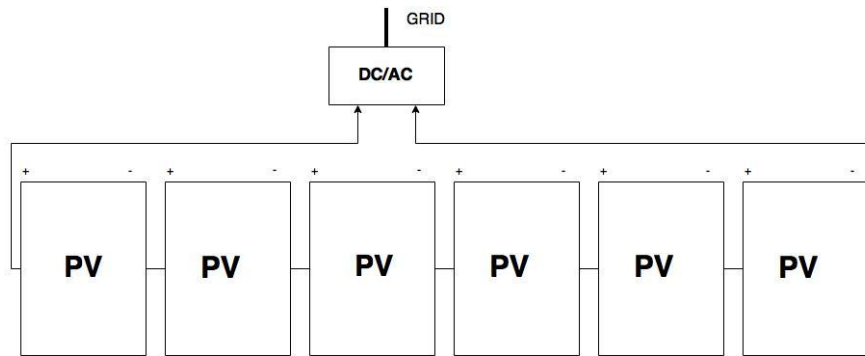 GRID
DC/AC
+ - + - + - + - + - + -
PV PV PV PV PV PV